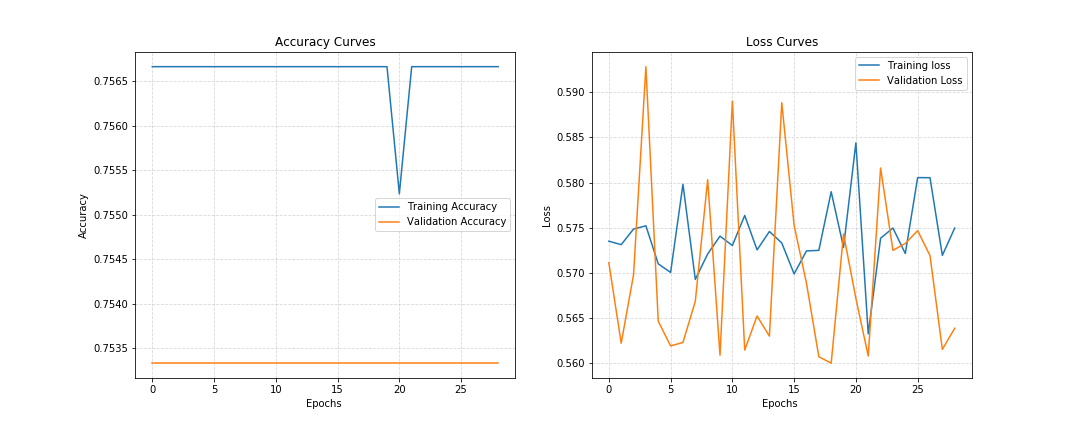 Accuracy Curves
0.7565
0.7560
0.7555
0.7550
0.7545
0.7540
0.7535
Accuracy
Training Accuracy
Validation Accuracy
0 5 10 15 20 25
Epochs
Loss Curves
0.590
0.585
0.580
0.575
0.570
0.565
0.560
Loss
Training loss
Validation Loss
0 5 10 15 20 25
Epochs